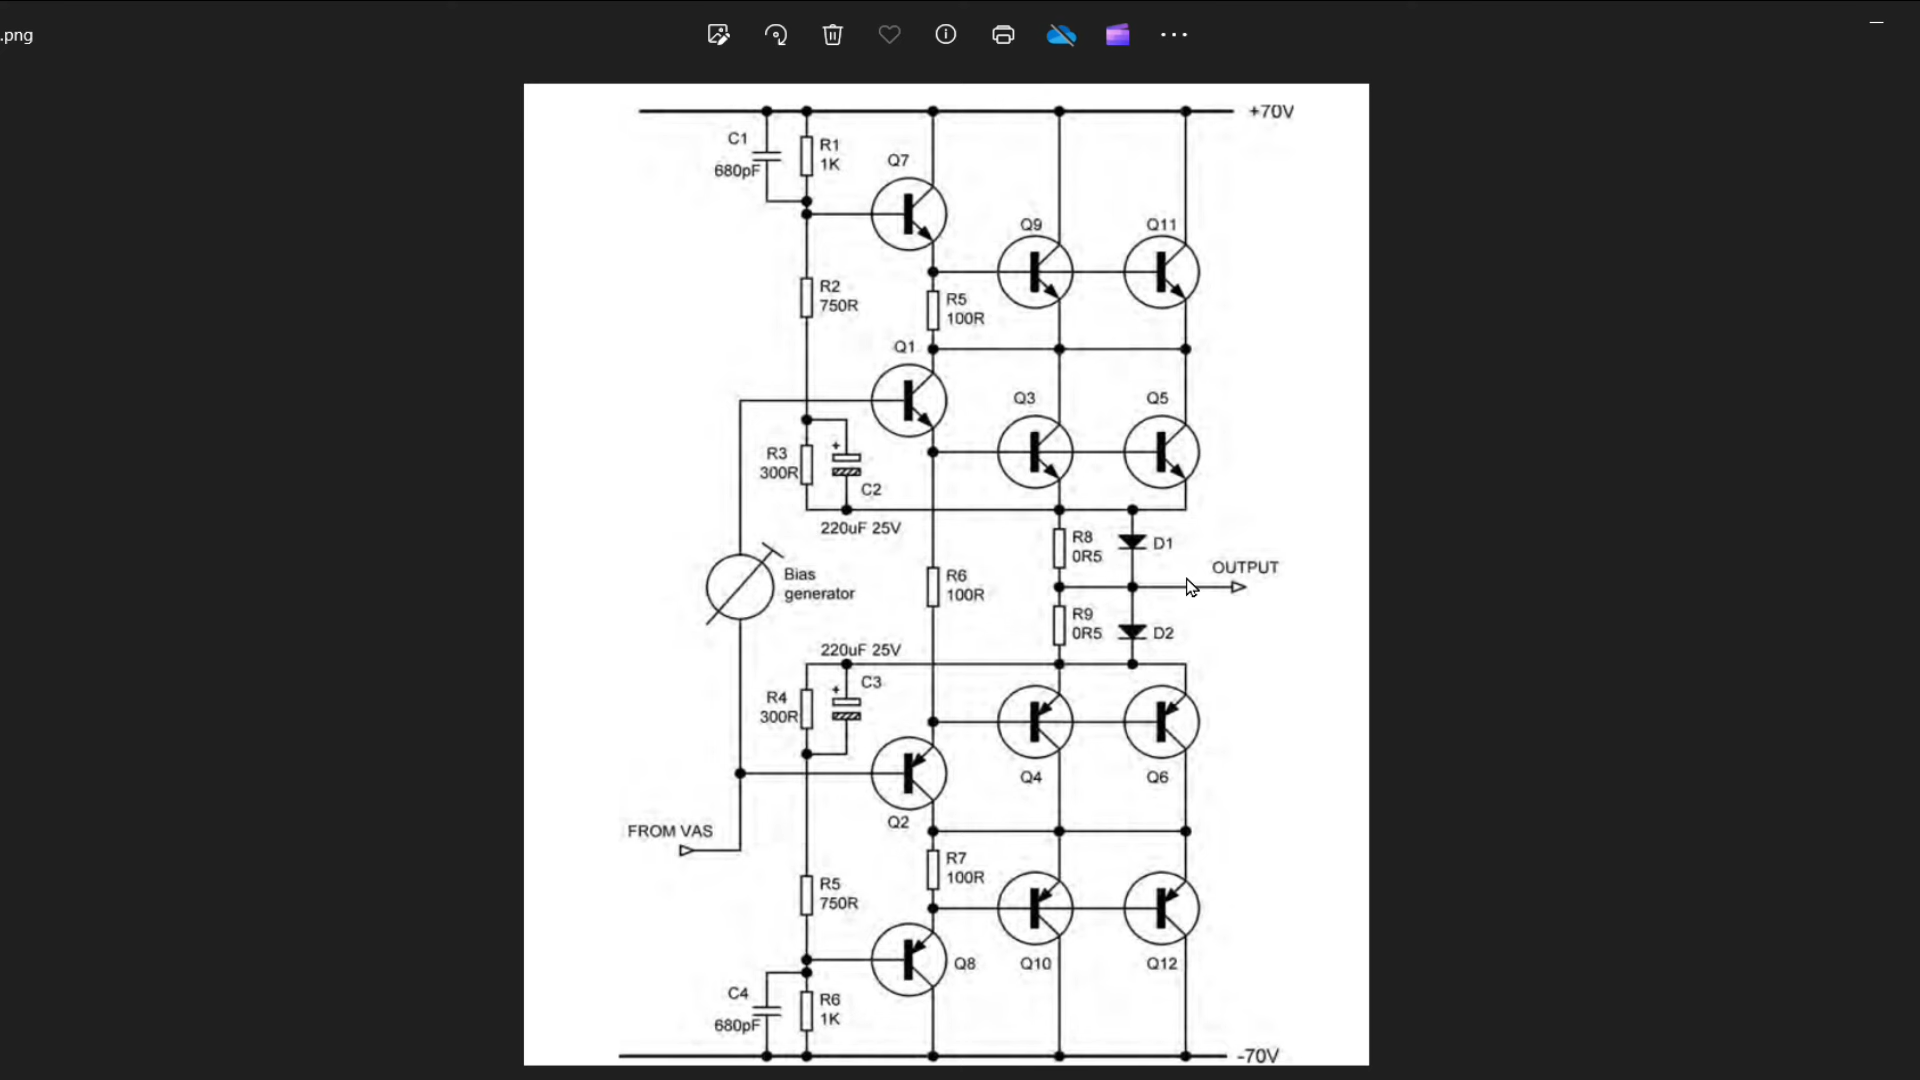 .png
+70V
C1
680pF
R1
1K
Q7
Q9
Q11
R2
750R
R5
100R
Q1
Q3
Q5
R3
300R
+
C2
220uF 25V
R8
0R5
D1
OUTPUT
Bias
generator
R6
100R
R9
0R5
D2
220uF 25V
+
C3
R4
300R
Q4
Q6
Q2
FROM VAS
R7
100R
R5
750R
Q8
Q10
Q12
C4
680pF
R6
1K
-70V